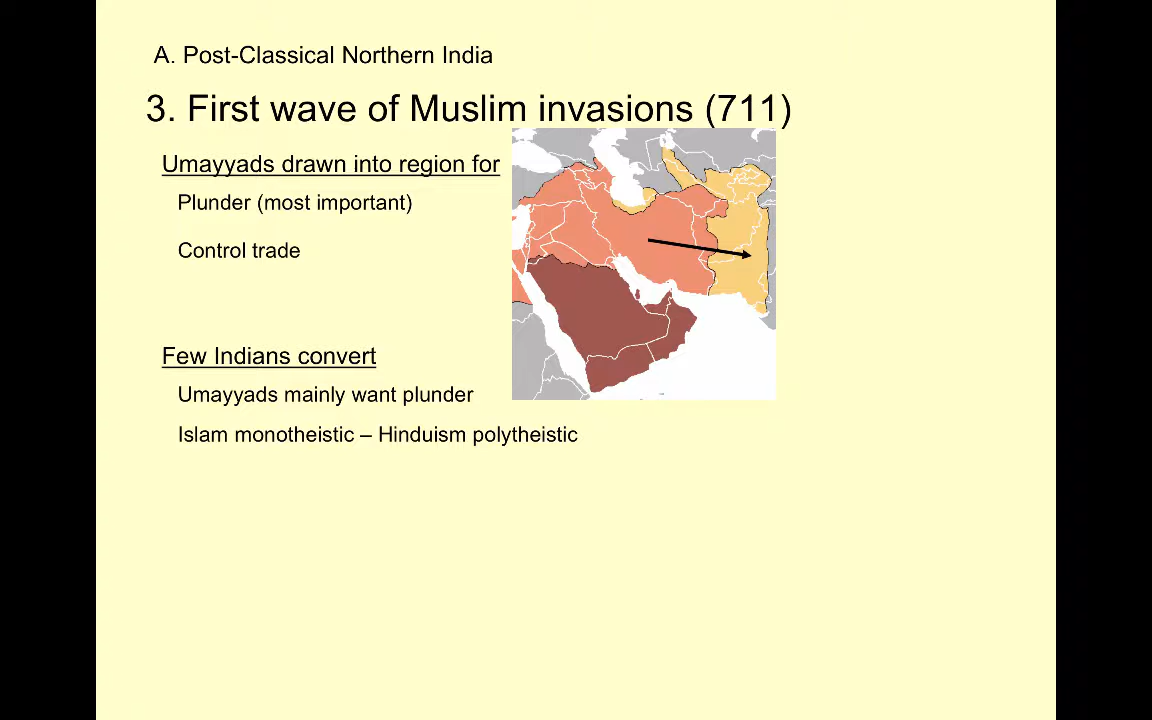 A. Post-Classical Northern India
3. First wave of Muslim invasions (711)
Umayyads drawn into region for
Plunder (most important)
Control trade
Few Indians convert
Umayyads mainly want plunder
Islam monotheistic – Hinduism polytheistic